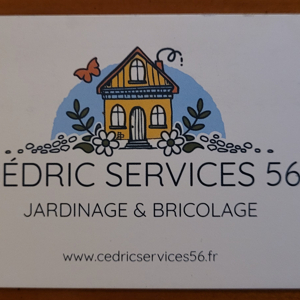 ÉDRIC SERVICES 56
JARDINAGE & BRICOLAGE
www.cedricservices56.fr